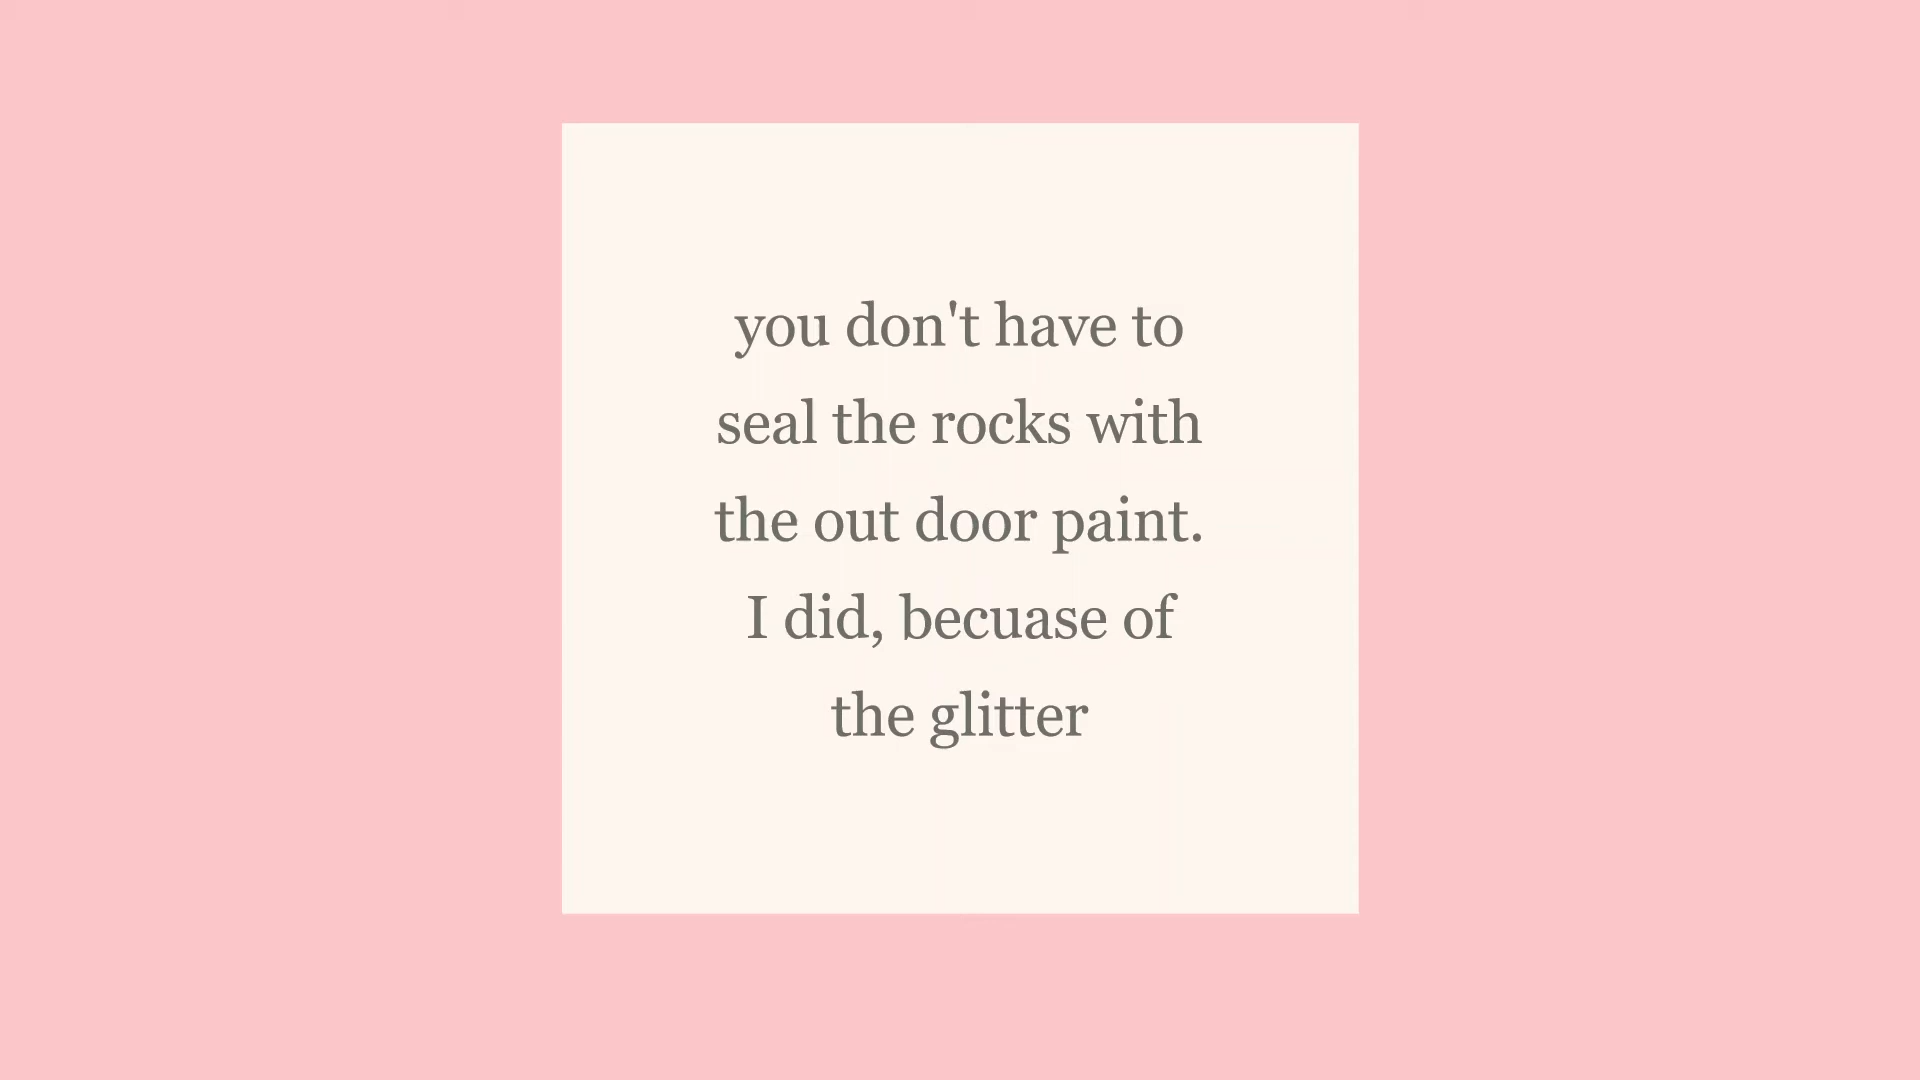 you don't have to
seal the rocks with
the out door paint.
I did, becuase of
the glitter